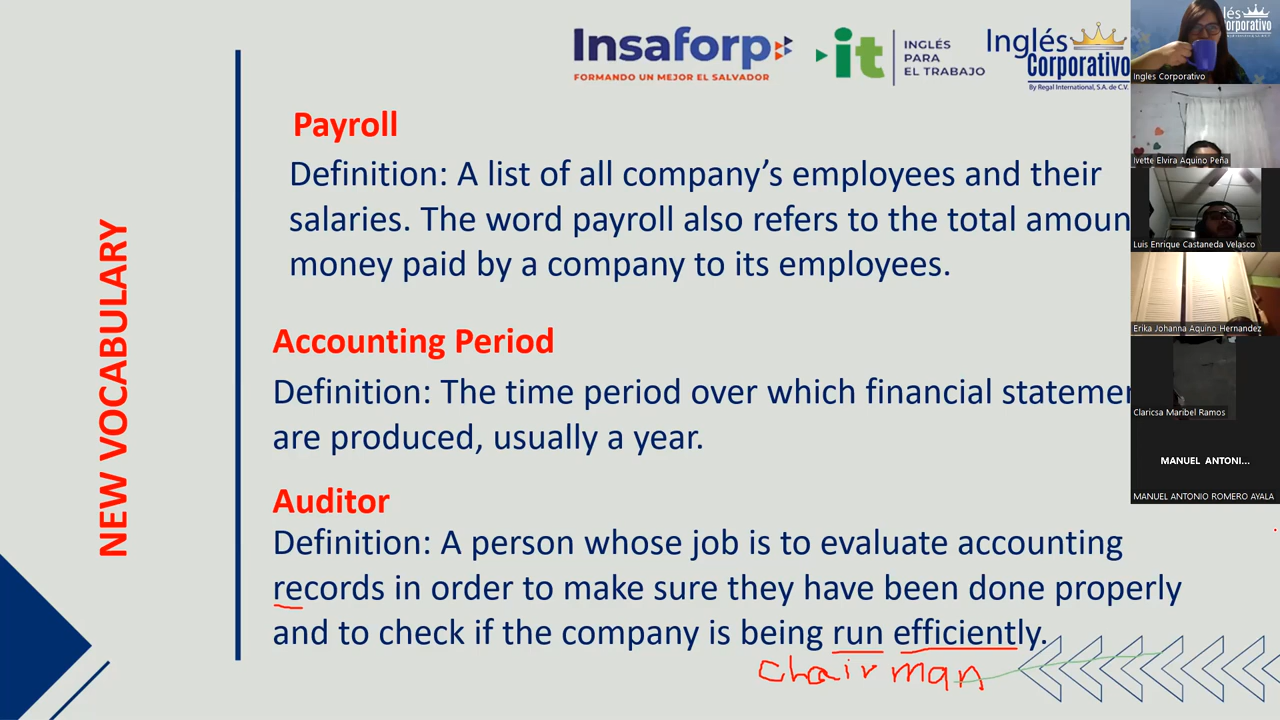 Insaforp
FORMANDO UN MEJOR EL SALVADOR
it
INGLÉS
PARA
EL TRABAJO
Inglés
Corporativo
By Regal International, S.A. de C.V.
NEW VOCABULARY
Payroll
Definition: A list of all company’s employees and their
salaries. The word payroll also refers to the total amoun
money paid by a company to its employees.
Accounting Period
Definition: The time period over which financial statemen
are produced, usually a year.
Auditor
Definition: A person whose job is to evaluate accounting
records in order to make sure they have been done properly
and to check if the company is being run efficiently.
Chair man
lés
orporativo
Ingles Corporativo
Ivette Elvira Aquino Peña
Luis Enrique Castaneda Velasco
Erika Johanna Aquino Hernandez
Claricsa Maribel Ramos
MANUEL ANTONI...
MANUEL ANTONIO ROMERO AYALA